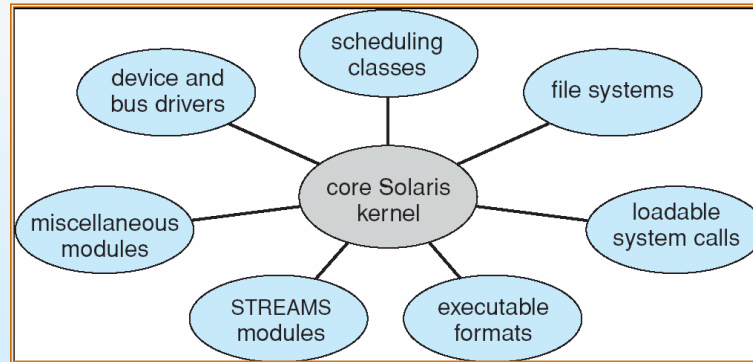 scheduling
classes
device and
bus drivers
file systems
core Solaris
kernel
miscellaneous
modules
loadable
system calls
STREAMS
modules
executable
formats